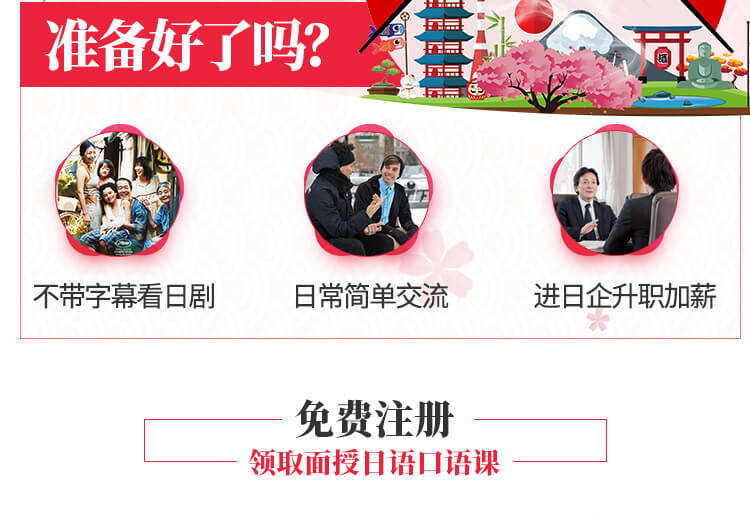 准备好了吗?
不带字幕看日剧
日常简单交流
进日企升职加薪
免费注册
领取面授日语口语课